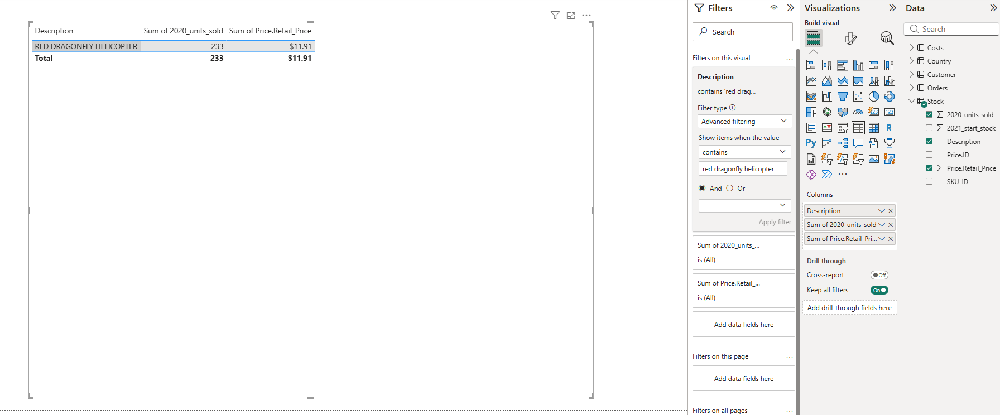 Description Sum of 2020_units_sold Sum of Price.Retail_Price
RED DRAGONFLY HELICOPTER 233 $11.91
Total 233 $11.91
Filters
Search
Filters on this visual
Description
contains 'red drag...
Filter type
Advanced filtering
Show items when the value
contains
red dragonfly helicopter
And Or
Apply filter
Sum of 2020_units_...
is (All)
Sum of Price.Retail_...
is (All)
Add data fields here
Filters on this page
Add data fields here
Filters on all pages
Visualizations
Build visual
123
123
R
Py
Columns
Description
Sum of 2020_units_sold
Sum of Price.Retail_Pri...
Drill through
Cross-report Off
Keep all filters On
Add drill-through fields here
Data
Search
Costs
Country
Customer
Orders
Stock
2020_units_sold
2021_start_stock
Description
Price.ID
Price.Retail_Price
SKU-ID